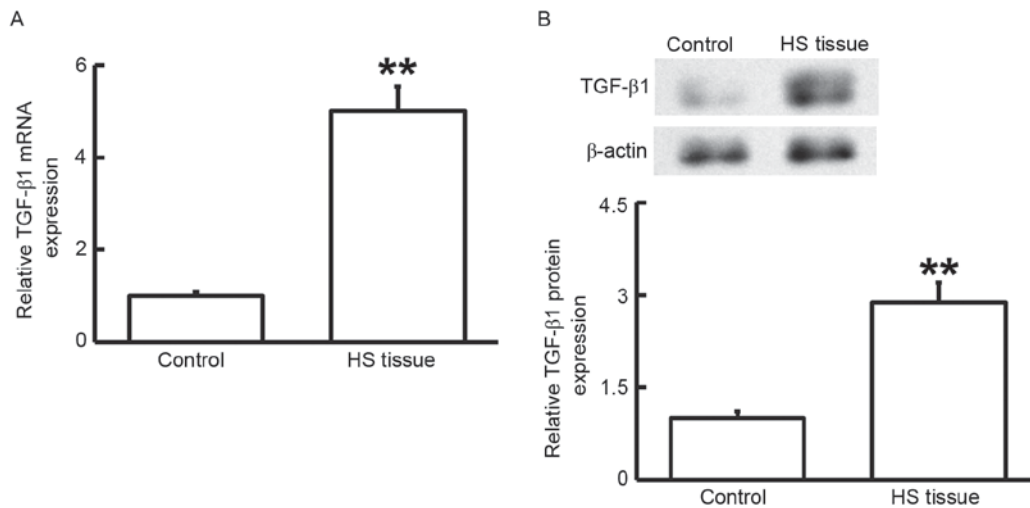 A
Relative TGF-β1 mRNA
expression
6
4
2
0
**
Control
HS tissue
B
Control
HS tissue
TGF-β1
β-actin
Relative TGF-β1 protein
expression
4.5
3
1.5
0
**
Control
HS tissue